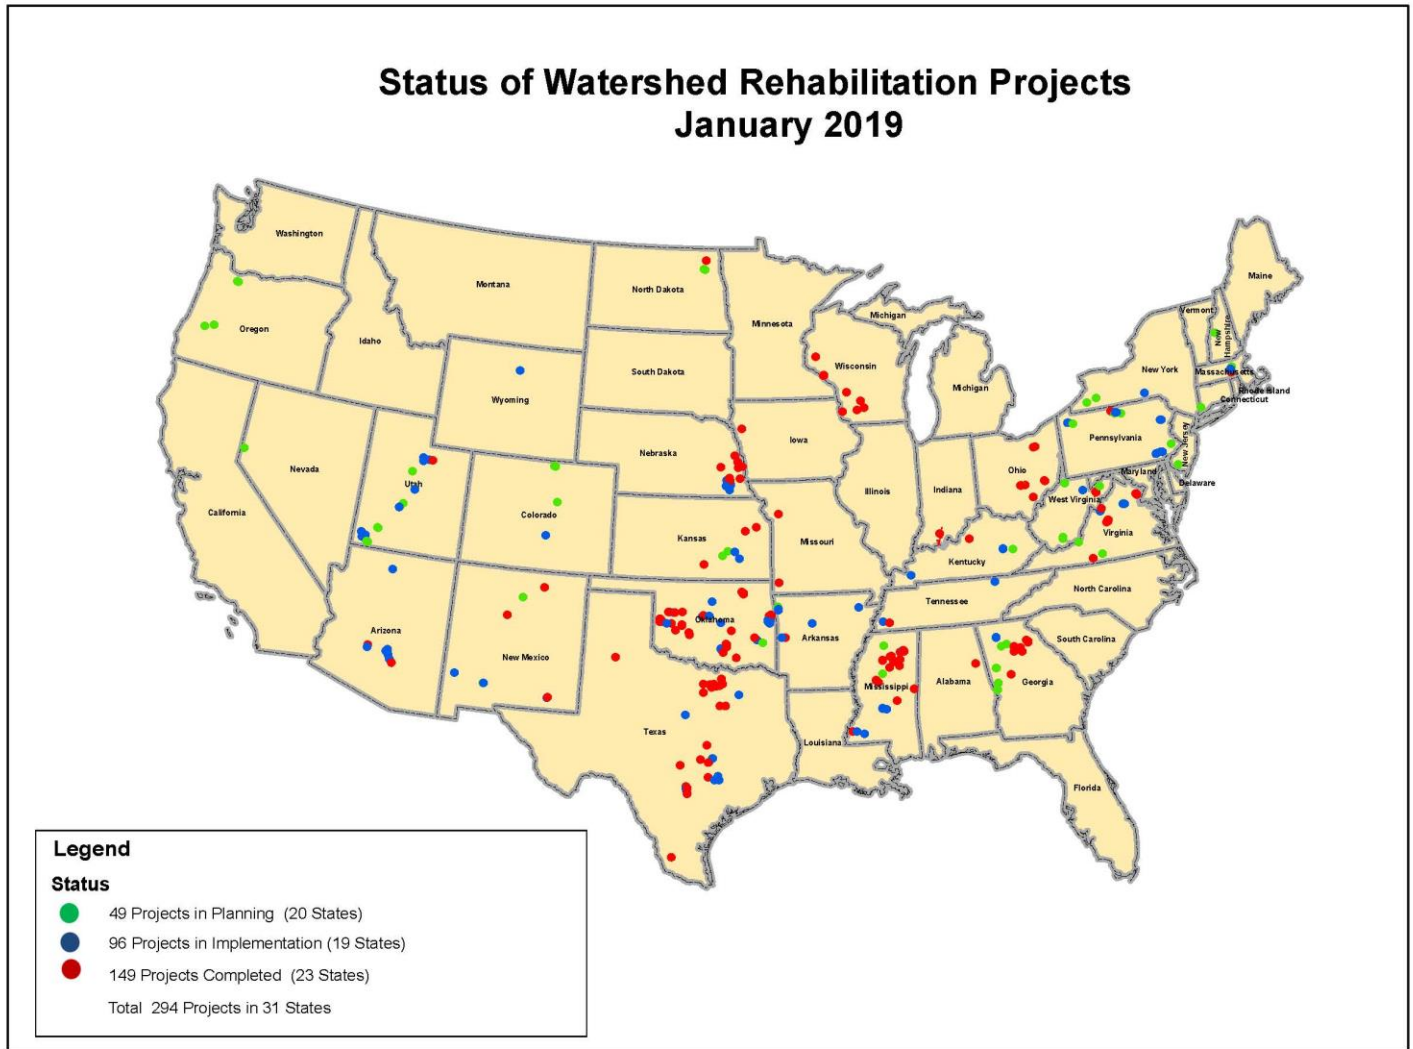 Status of Watershed Rehabilitation Projects
January 2019
Washington
Maine
Montana
North Dakota
Minnesota
Michigan
Vermont
New Hampshire
Oregon
Idaho
Wisconsin
New York
Massachusetts
South Dakota
Michigan
Rhode Island
Connecticut
Wyoming
Iowa
Pennsylvania
New Jersey
Nebraska
Nevada
Utah
Ohio
Maryland
Delaware
Illinois
Indiana
West Virginia
California
Colorado
Kansas
Missouri
Virginia
Kentucky
North Carolina
Tennessee
Oklahoma
Arizona
Arkansas
South Carolina
New Mexico
Mississippi
Alabama
Georgia
Texas
Louisiana
Florida
Legend
Status
49 Projects in Planning (20 States)
96 Projects in Implementation (19 States)
149 Projects Completed (23 States)
Total 294 Projects in 31 States